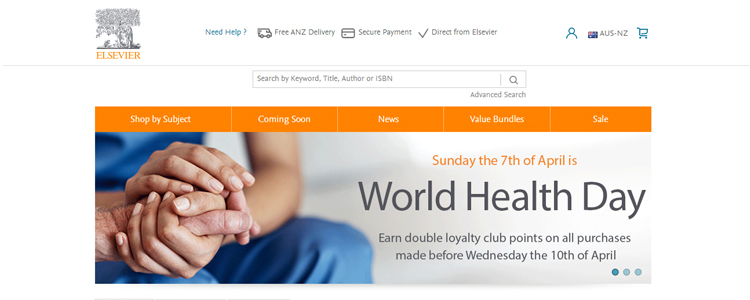 Need Help ?
Free ANZ Delivery
Secure Payment
Direct from Elsevier
AUS-NZ
ELSEVIER
Search by Keyword, Title, Author or ISBN
Advanced Search
Shop by Subject
Coming Soon
News
Value Bundles
Sale
Sunday the 7th of April is
World Health Day
Earn double loyalty club points on all purchases
made before Wednesday the 10th of April